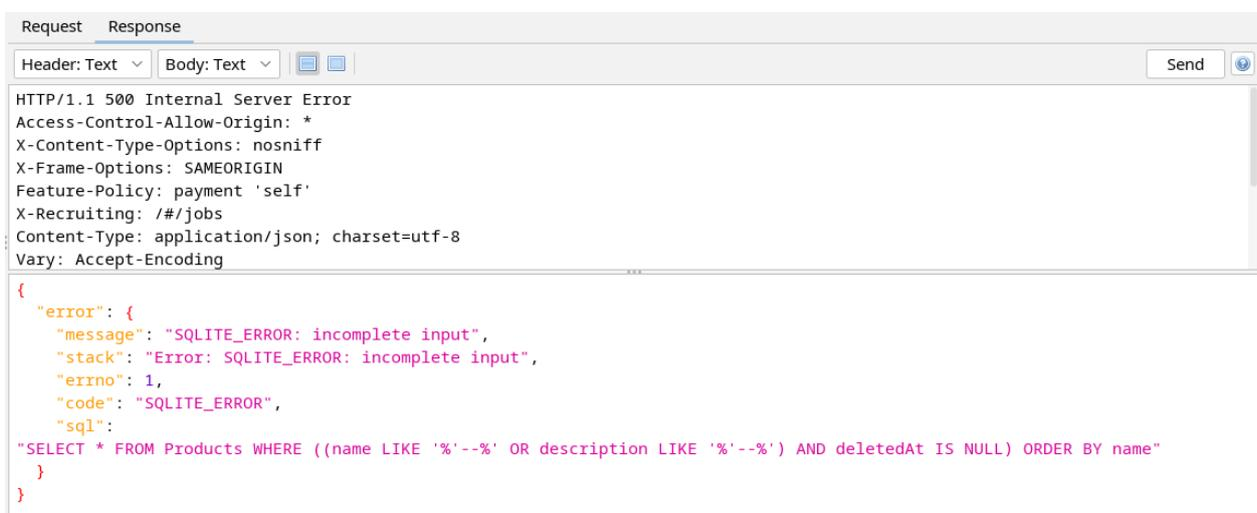 Request Response
Header: Text Body: Text Send
HTTP/1.1 500 Internal Server Error
Access-Control-Allow-Origin: *
X-Content-Type-Options: nosniff
X-Frame-Options: SAMEORIGIN
Feature-Policy: payment 'self'
X-Recruiting: /#/jobs
Content-Type: application/json; charset=utf-8
Vary: Accept-Encoding
{
"error": {
"message": "SQLITE_ERROR: incomplete input",
"stack": "Error: SQLITE_ERROR: incomplete input",
"errno": 1,
"code": "SQLITE_ERROR",
"sql":
"SELECT * FROM Products WHERE ((name LIKE '%'--%' OR description LIKE '%'--%') AND deletedAt IS NULL) ORDER BY name"
}
}